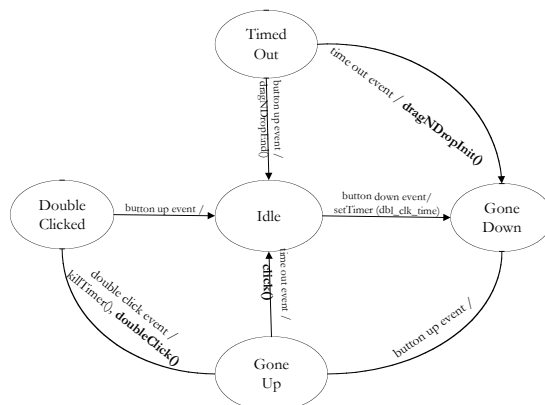 Timed
Out
time out event / dragNDropInit()
button up event /
dragNDropEnd()
Double
Clicked
button up event /
Idle
button down event/
setTimer (dbl_clk_time)
Gone
Down
double click event /
killTimer(), doubleClick()
time out event /
click()
button up event /
Gone
Up